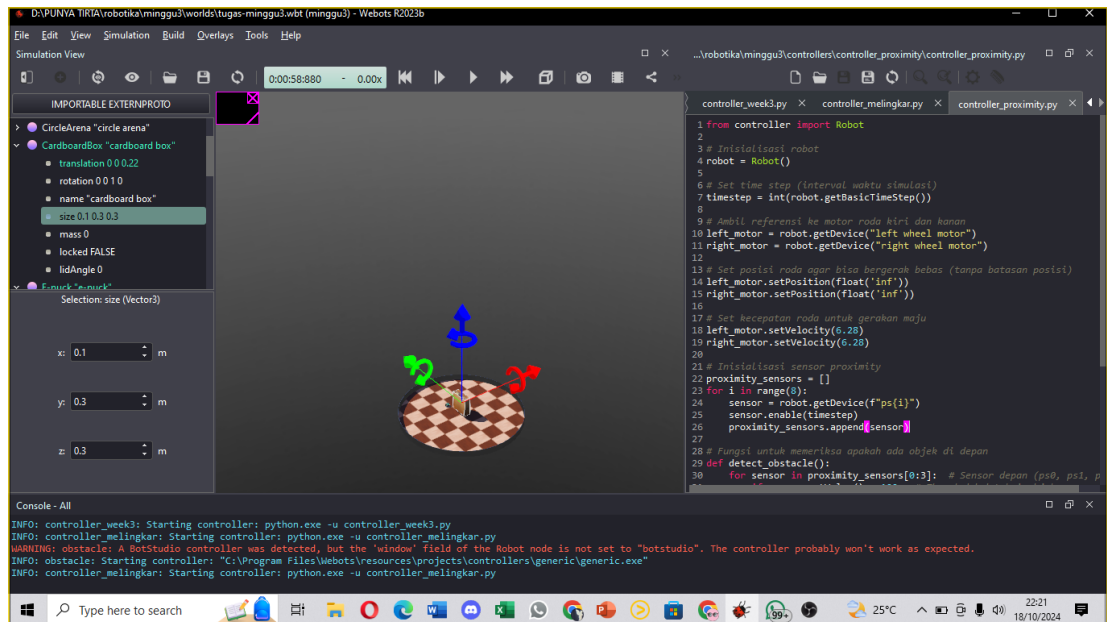 D:\PUNYA TIRTA\robotika\minggu3\worlds\tugas-minggu3.wbt (minggu3) - Webots R2023b
File Edit View Simulation Build Overlays Tools Help
Simulation View
...\robotika\minggu3\controllers\controller_proximity\controller_proximity.py
0:00:58:880 - 0.00x
IMPORTABLE EXTERNPROTO
CircleArena "circle arena"
CardboardBox "cardboard box"
translation 0 0 0.22
rotation 0 0 1 0
name "cardboard box"
size 0.1 0.3 0.3
mass 0
locked FALSE
lidAngle 0
E-puck "e-puck"
Selection: size (Vector3)
x: 0.1 m
y: 0.3 m
z: 0.3 m
controller_week3.py controller_melingkar.py controller_proximity.py
1 from controller import Robot
2
3 # Inisialisasi robot
4 robot = Robot()
5
6 # Set time step (interval waktu simulasi)
7 timestep = int(robot.getBasicTimeStep())
8
9 # Ambil referensi ke motor roda kiri dan kanan
10 left_motor = robot.getDevice("left wheel motor")
11 right_motor = robot.getDevice("right wheel motor")
12
13 # Set posisi roda agar bisa bergerak bebas (tanpa batasan posisi)
14 left_motor.setPosition(float('inf'))
15 right_motor.setPosition(float('inf'))
16
17 # Set kecepatan roda untuk gerakan maju
18 left_motor.setVelocity(6.28)
19 right_motor.setVelocity(6.28)
20
21 # Inisialisasi sensor proximity
22 proximity_sensors = []
23 for i in range(8):
24 sensor = robot.getDevice(f"ps{i}")
25 sensor.enable(timestep)
26 proximity_sensors.append(sensor)
27
28 # Fungsi untuk memeriksa apakah ada objek di depan
29 def detect_obstacle():
30 for sensor in proximity_sensors[0:3]: # Sensor depan (ps0, ps1, p
Console - All
INFO: controller_week3: Starting controller: python.exe -u controller_week3.py
INFO: controller_melingkar: Starting controller: python.exe -u controller_melingkar.py
WARNING: obstacle: A BotStudio controller was detected, but the 'window' field of the Robot node is not set to "botstudio". The controller probably won't work as expected.
INFO: obstacle: Starting controller: "C:\Program Files\Webots\resources\projects\controllers\generic\generic.exe"
INFO: controller_melingkar: Starting controller: python.exe -u controller_melingkar.py
Type here to search
99+
25°C
22:21
18/10/2024